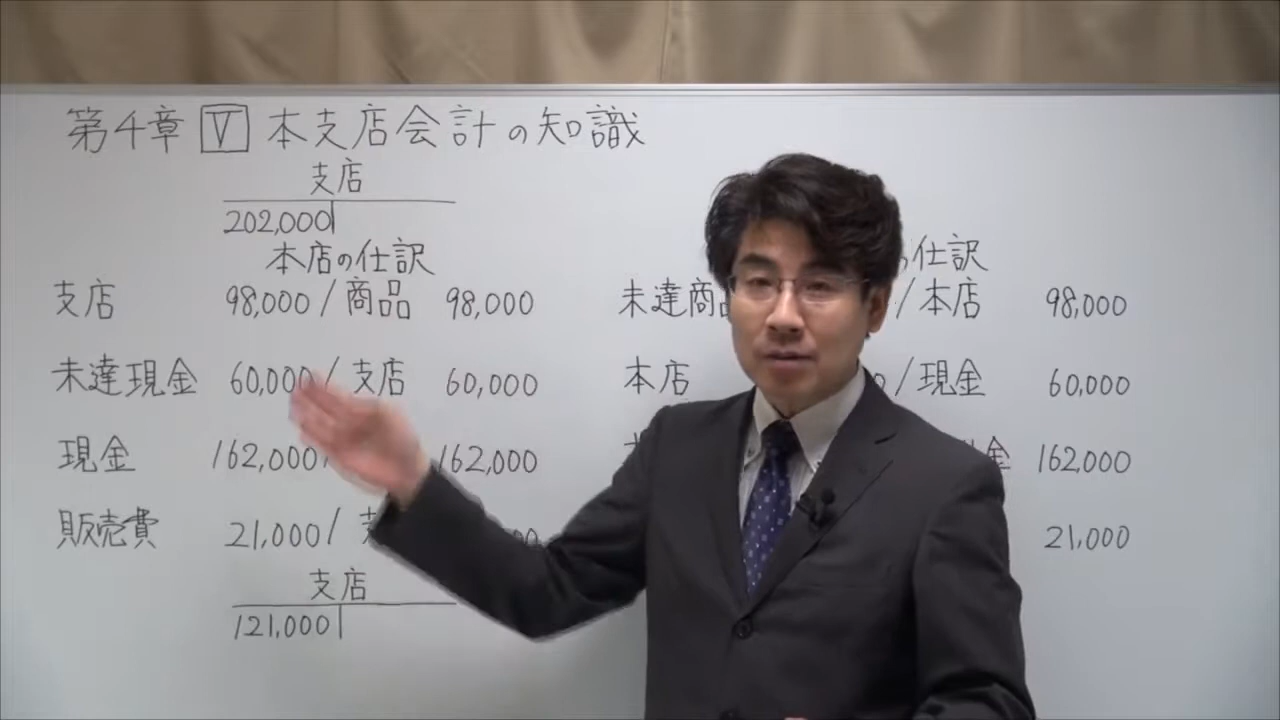 第4章 Ⅴ 本支店会計の知識
支店
202,000
本店の仕訳
仕訳
支店 98,000 / 商品 98,000
未達商品 / 本店 98,000
未達現金 60,000 / 支店 60,000
本店 / 現金 60,000
現金 162,000 162,000
金 162,000
販売費 21,000 /
21,000
支店
121,000